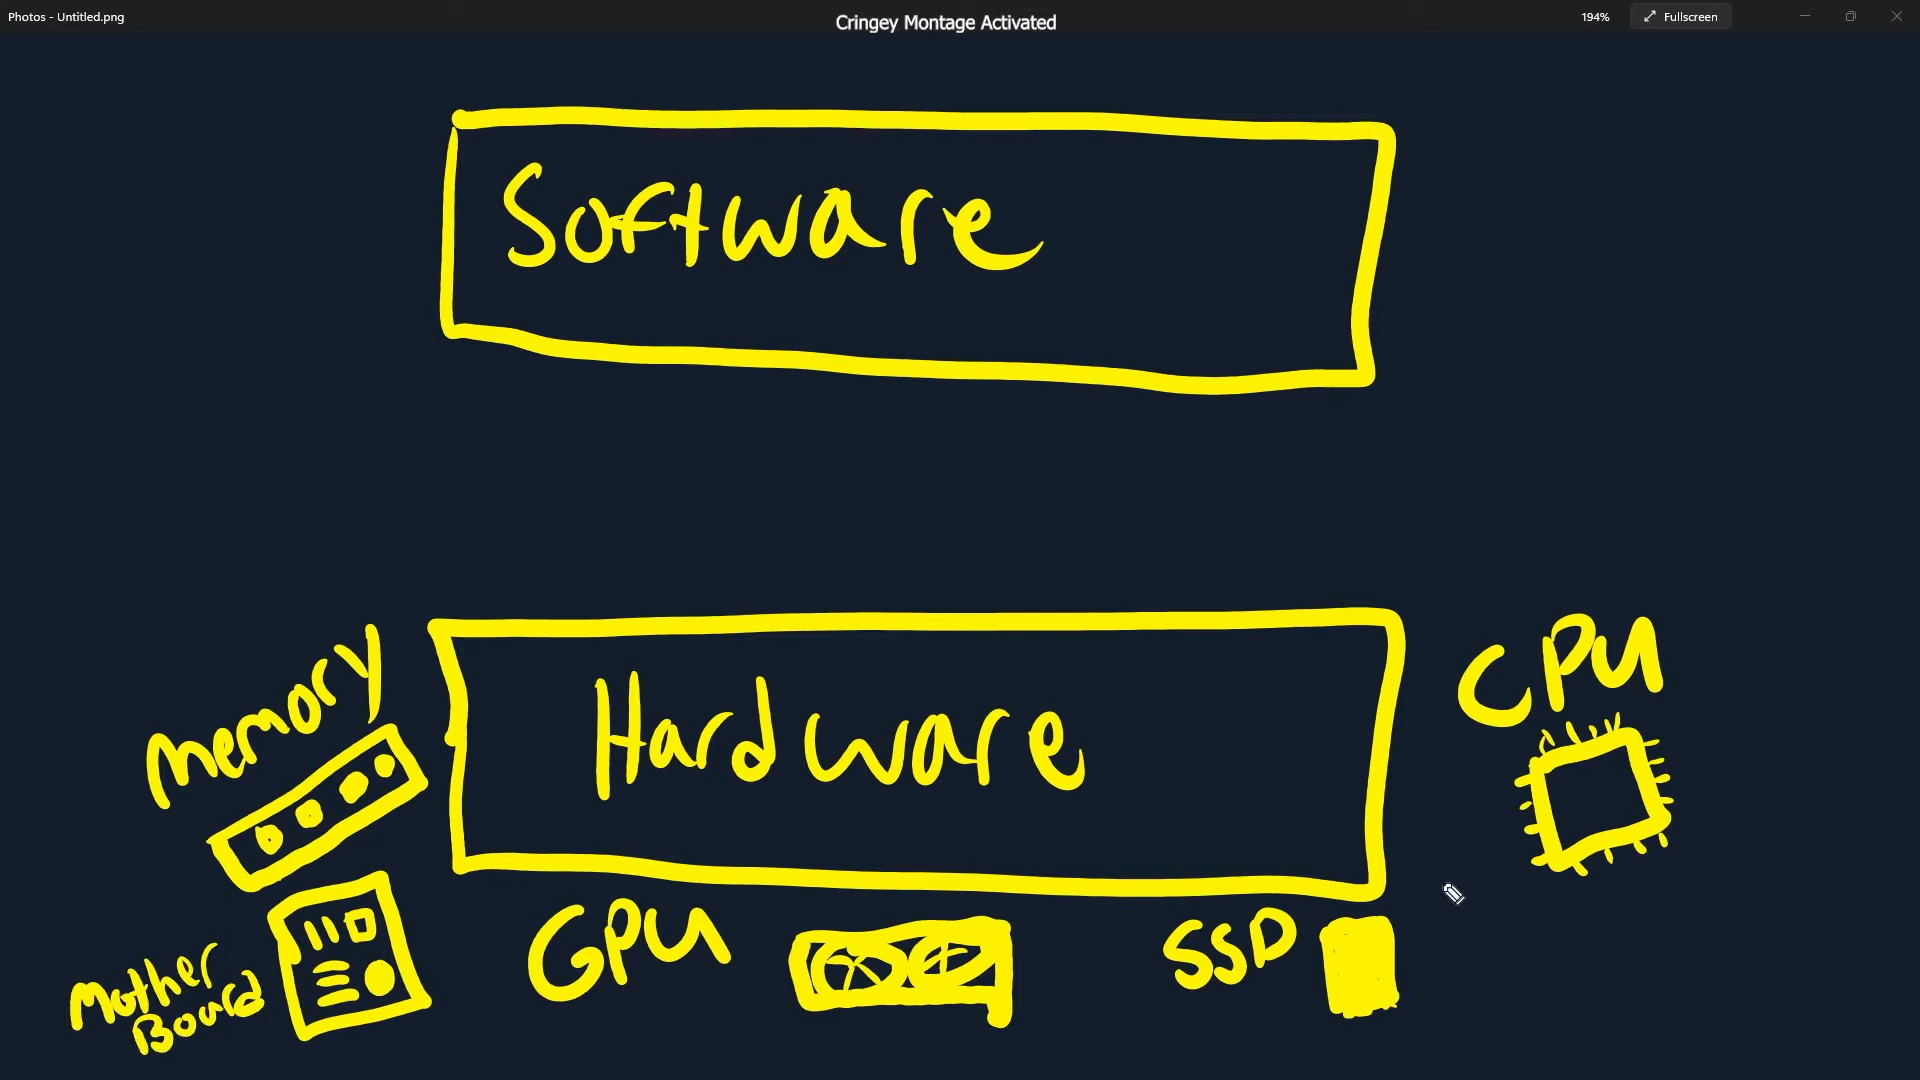 Photos - Untitled.png
Cringey Montage Activated
194%
Fullscreen
Software
Memory
Hardware
CPU
Mother
Board
GPU
SSD